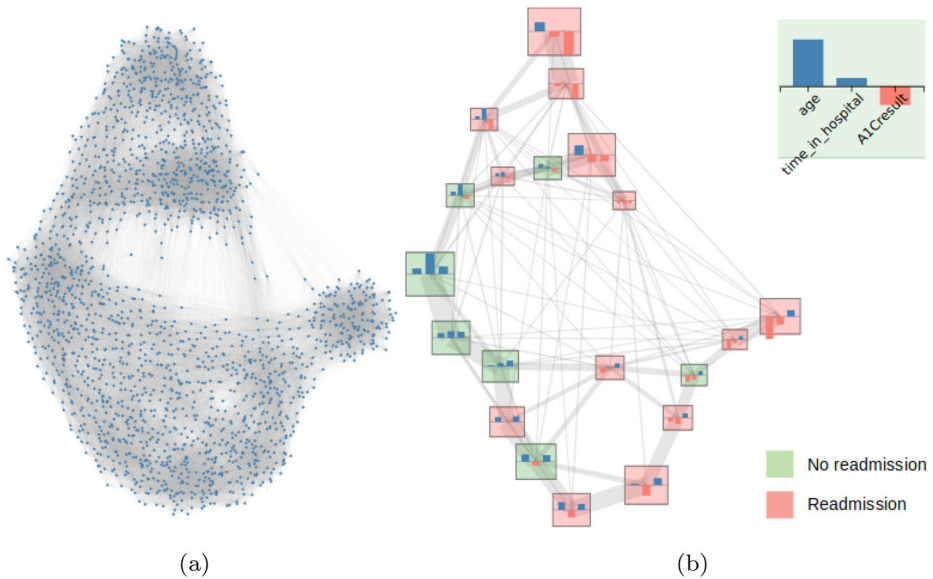 age
time_in_hospital
A1Cresult
No readmission
Readmission
(a)
(b)